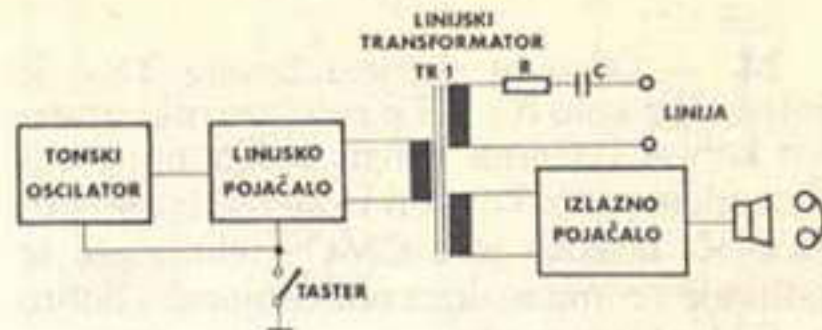 LINIJSKI
TRANSFORMATOR
TR 1
R
C
LINIJA
TONSKI
OSCILATOR
LINIJSKO
POJAČALO
IZLAZNO
POJAČALO
TASTER